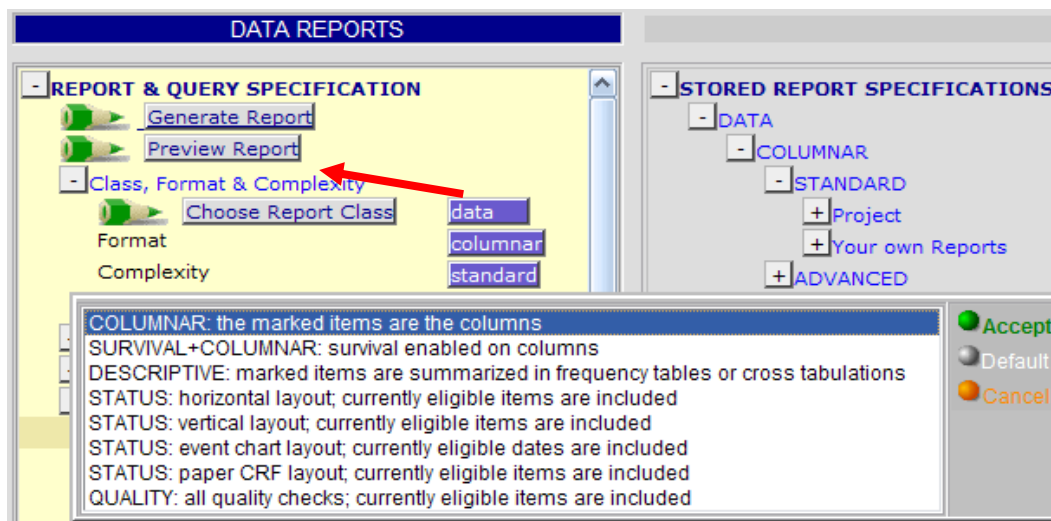 DATA REPORTS
- REPORT & QUERY SPECIFICATION
Generate Report
Preview Report
- Class, Format & Complexity
Choose Report Class data
Format columnar
Complexity standard
- STORED REPORT SPECIFICATIONS
- DATA
- COLUMNAR
- STANDARD
+ Project
+ Your own Reports
+ ADVANCED
COLUMNAR: the marked items are the columns
SURVIVAL+COLUMNAR: survival enabled on columns
DESCRIPTIVE: marked items are summarized in frequency tables or cross tabulations
STATUS: horizontal layout; currently eligible items are included
STATUS: vertical layout; currently eligible items are included
STATUS: event chart layout; currently eligible dates are included
STATUS: paper CRF layout; currently eligible items are included
QUALITY: all quality checks; currently eligible items are included
Accept
Default
Cancel